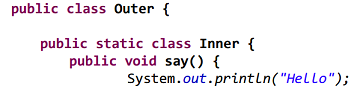 public class Outer {
public static class Inner {
public void say() {
System.out.println("Hello");